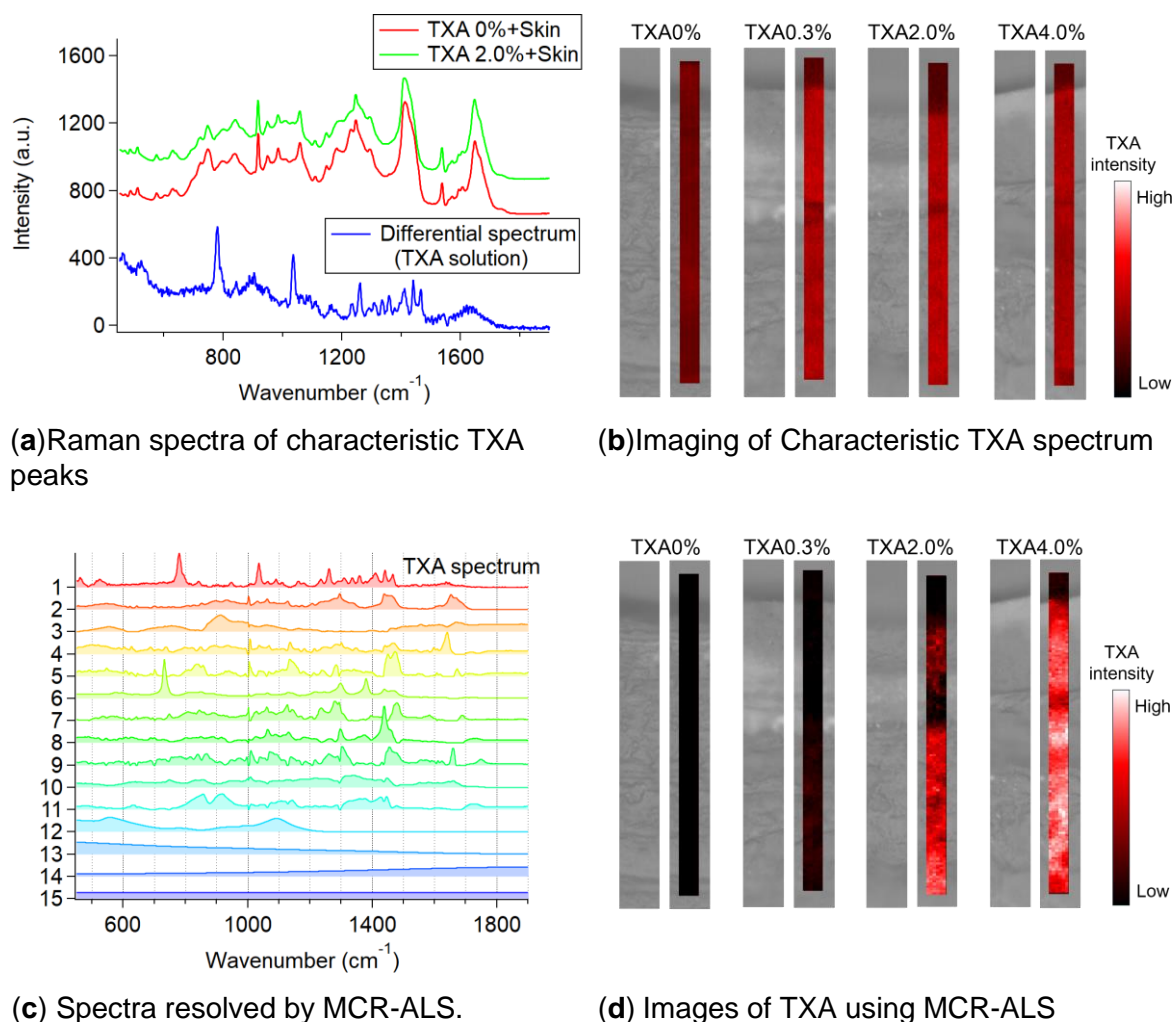 TXA 0%+Skin
TXA 2.0%+Skin
Differential spectrum
(TXA solution)
Intensity (a.u.)
1600
1200
800
400
0
800
1200
1600
Wavenumber (cm⁻¹)
(a)Raman spectra of characteristic TXA
peaks
TXA0%
TXA0.3%
TXA2.0%
TXA4.0%
TXA
intensity
High
Low
(b)Imaging of Characteristic TXA spectrum
TXA spectrum
1
2
3
4
5
6
7
8
9
10
11
12
13
14
15
600
1000
1400
1800
Wavenumber (cm⁻¹)
(c) Spectra resolved by MCR-ALS.
TXA0%
TXA0.3%
TXA2.0%
TXA4.0%
TXA
intensity
High
Low
(d) Images of TXA using MCR-ALS